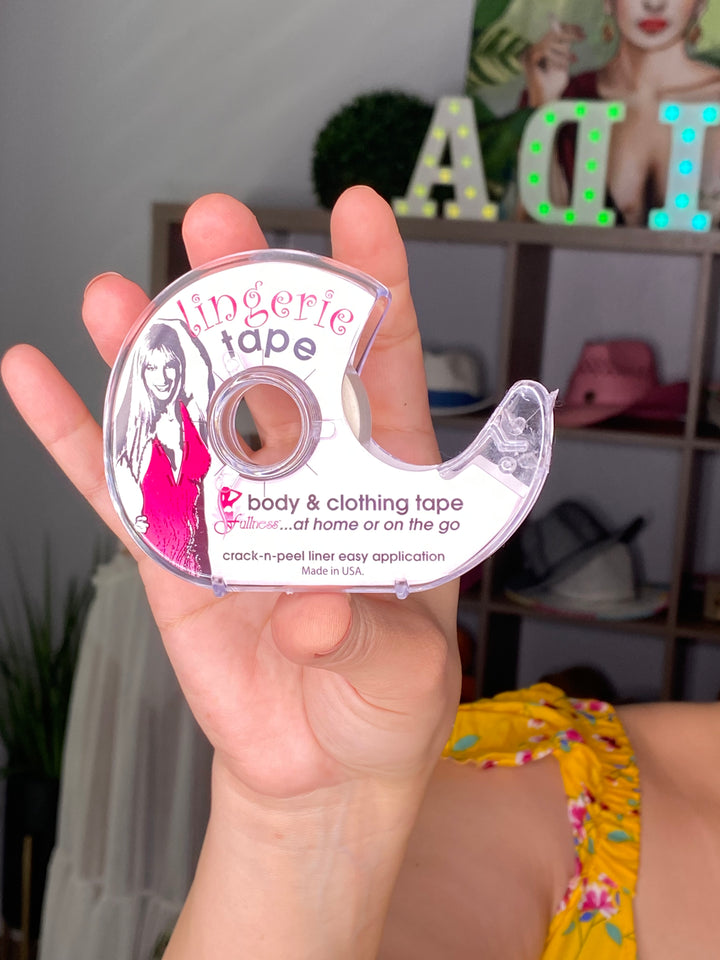 ADI
lingerie
tape
body & clothing tape
fullness...at home or on the go
crack-n-peel liner easy application
Made in USA.